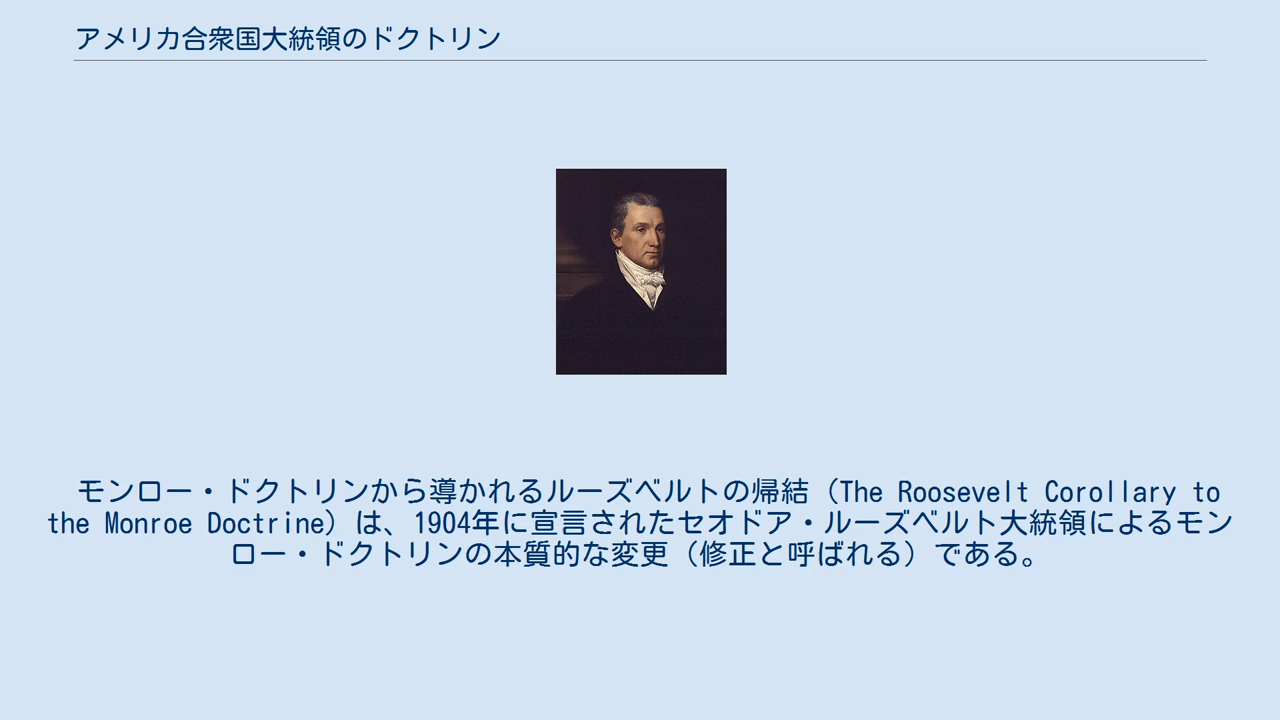 アメリカ合衆国大統領のドクトリン
モンロー・ドクトリンから導かれるルーズベルトの帰結（The Roosevelt Corollary to
the Monroe Doctrine）は、1904年に宣言されたセオドア・ルーズベルト大統領によるモン
ロー・ドクトリンの本質的な変更（修正と呼ばれる）である。